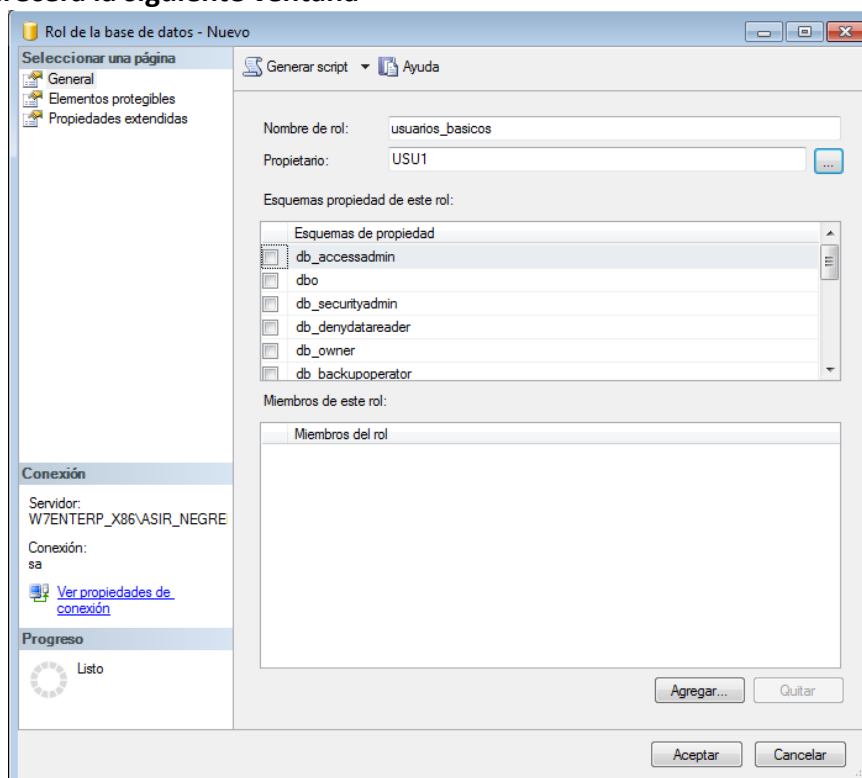 la siguiente ventana
Rol de la base de datos - Nuevo
Seleccionar una página
General
Elementos protegibles
Propiedades extendidas
Generar script
Ayuda
Nombre de rol: usuarios_basicos
Propietario: USU1
...
Esquemas propiedad de este rol:
Esquemas de propiedad
db_accessadmin
dbo
db_securityadmin
db_denydatareader
db_owner
db_backupoperator
Miembros de este rol:
Miembros del rol
Conexión
Servidor:
W7ENTERP_X86\ASIR_NEGRE
Conexión:
sa
Ver propiedades de
conexión
Progreso
Listo
Agregar... Quitar
Aceptar Cancelar